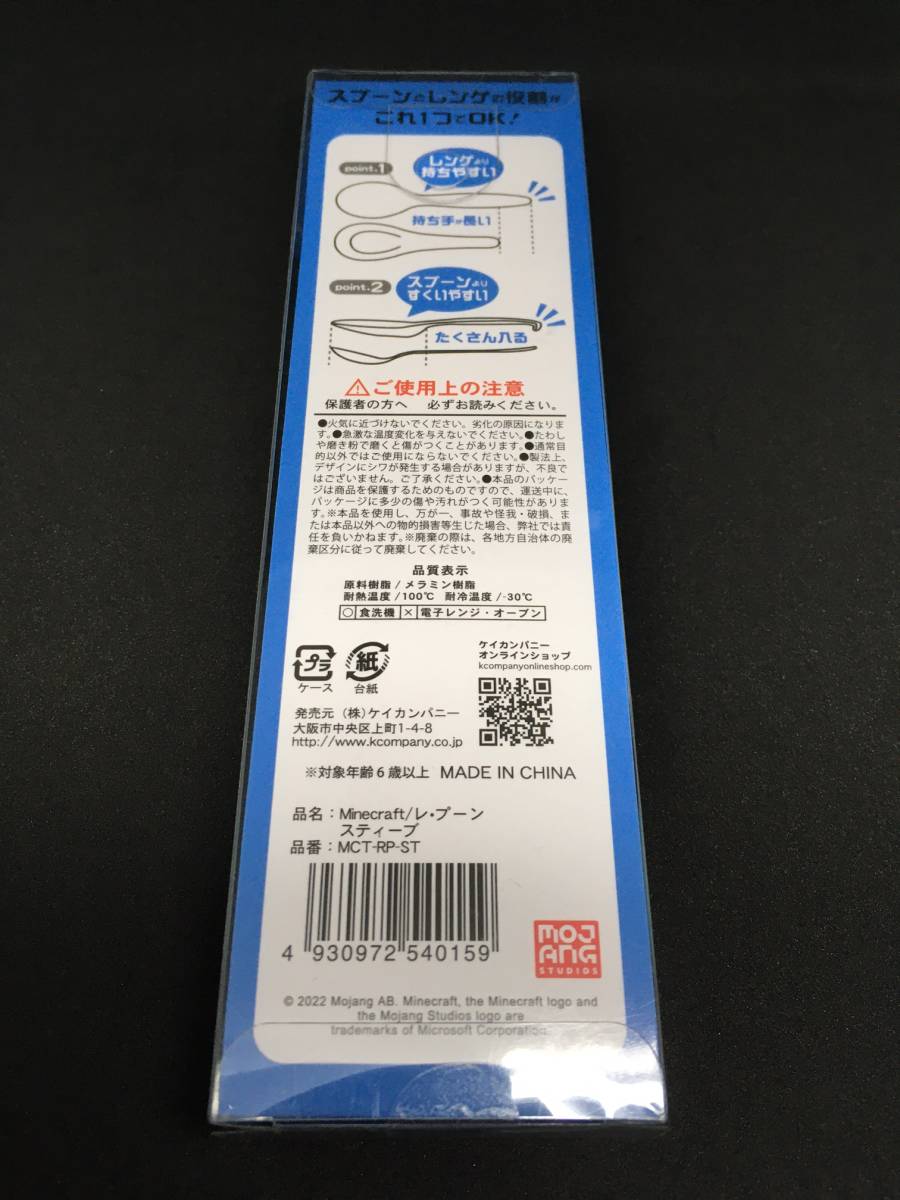 スプーンとレンゲの役割が
これ1つでOK!
point.1
レンゲより
持ちやすい
持ち手が長い
point.2
スプーンより
すくいやすい
たくさん入る
⚠ご使用上の注意
保護者の方へ 必ずお読みください。
●火気に近づけないでください。劣化の原因になりま
す。●急激な温度変化を与えないでください。●たわし
や磨き粉で磨くと傷がつくことがあります。●通常目
的以外ではご使用にならないでください。●製法上、
デザインにシワが発生する場合がありますが、不良で
はございません。ご了承ください。●本品のパッケー
ジは商品を保護するためのものですので、運送中に、
パッケージに多少の傷や汚れがつく可能性がありま
す。※本品を使用し、万が一、事故や怪我・破損、ま
たは本品以外への物的損害等生じた場合、弊社では責
任を負いかねます。※廃棄の際は、各地方自治体の廃
棄区分に従って廃棄してください。
品質表示
原料樹脂/メラミン樹脂
耐熱温度/100℃ 耐冷温度/-30℃
○食洗機×電子レンジ・オーブン
プラ
ケース
紙
台紙
ケイカンパニー
オンラインショップ
kcompanyonlineshop.com
発売元 (株)ケイカンパニー
大阪市中央区上町1-4-8
http://www.kcompany.co.jp
※対象年齢6歳以上 MADE IN CHINA
品名:Minecraft/レ・プーン
スティーブ
品番:MCT-RP-ST
4 930972 540159
MOJ
ANG
STUDIOS
© 2022 Mojang AB. Minecraft, the Minecraft logo and
the Mojang Studios logo are
trademarks of Microsoft Corporation.